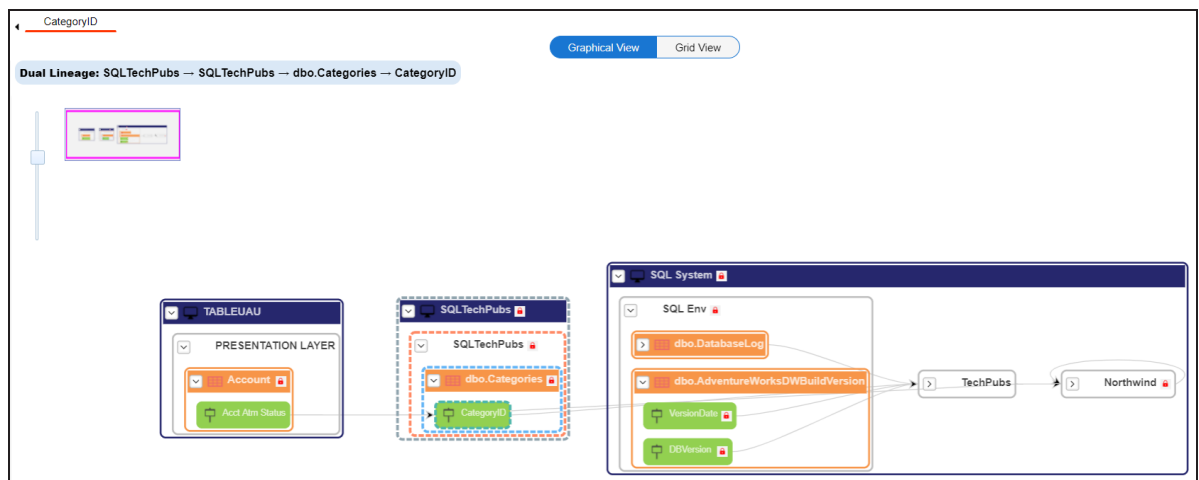 CategoryID
Graphical View Grid View
Dual Lineage: SQLTechPubs → SQLTechPubs → dbo.Categories → CategoryID
SQL System
TABLEUAU
SQLTechPubs
SQL Env
PRESENTATION LAYER
SQLTechPubs
dbo.DatabaseLog
Account
dbo.Categories
dbo.AdventureWorksDWBuildVersion
TechPubs
Northwind
Acct Atm Status
CategoryID
VersionDate
DBVersion